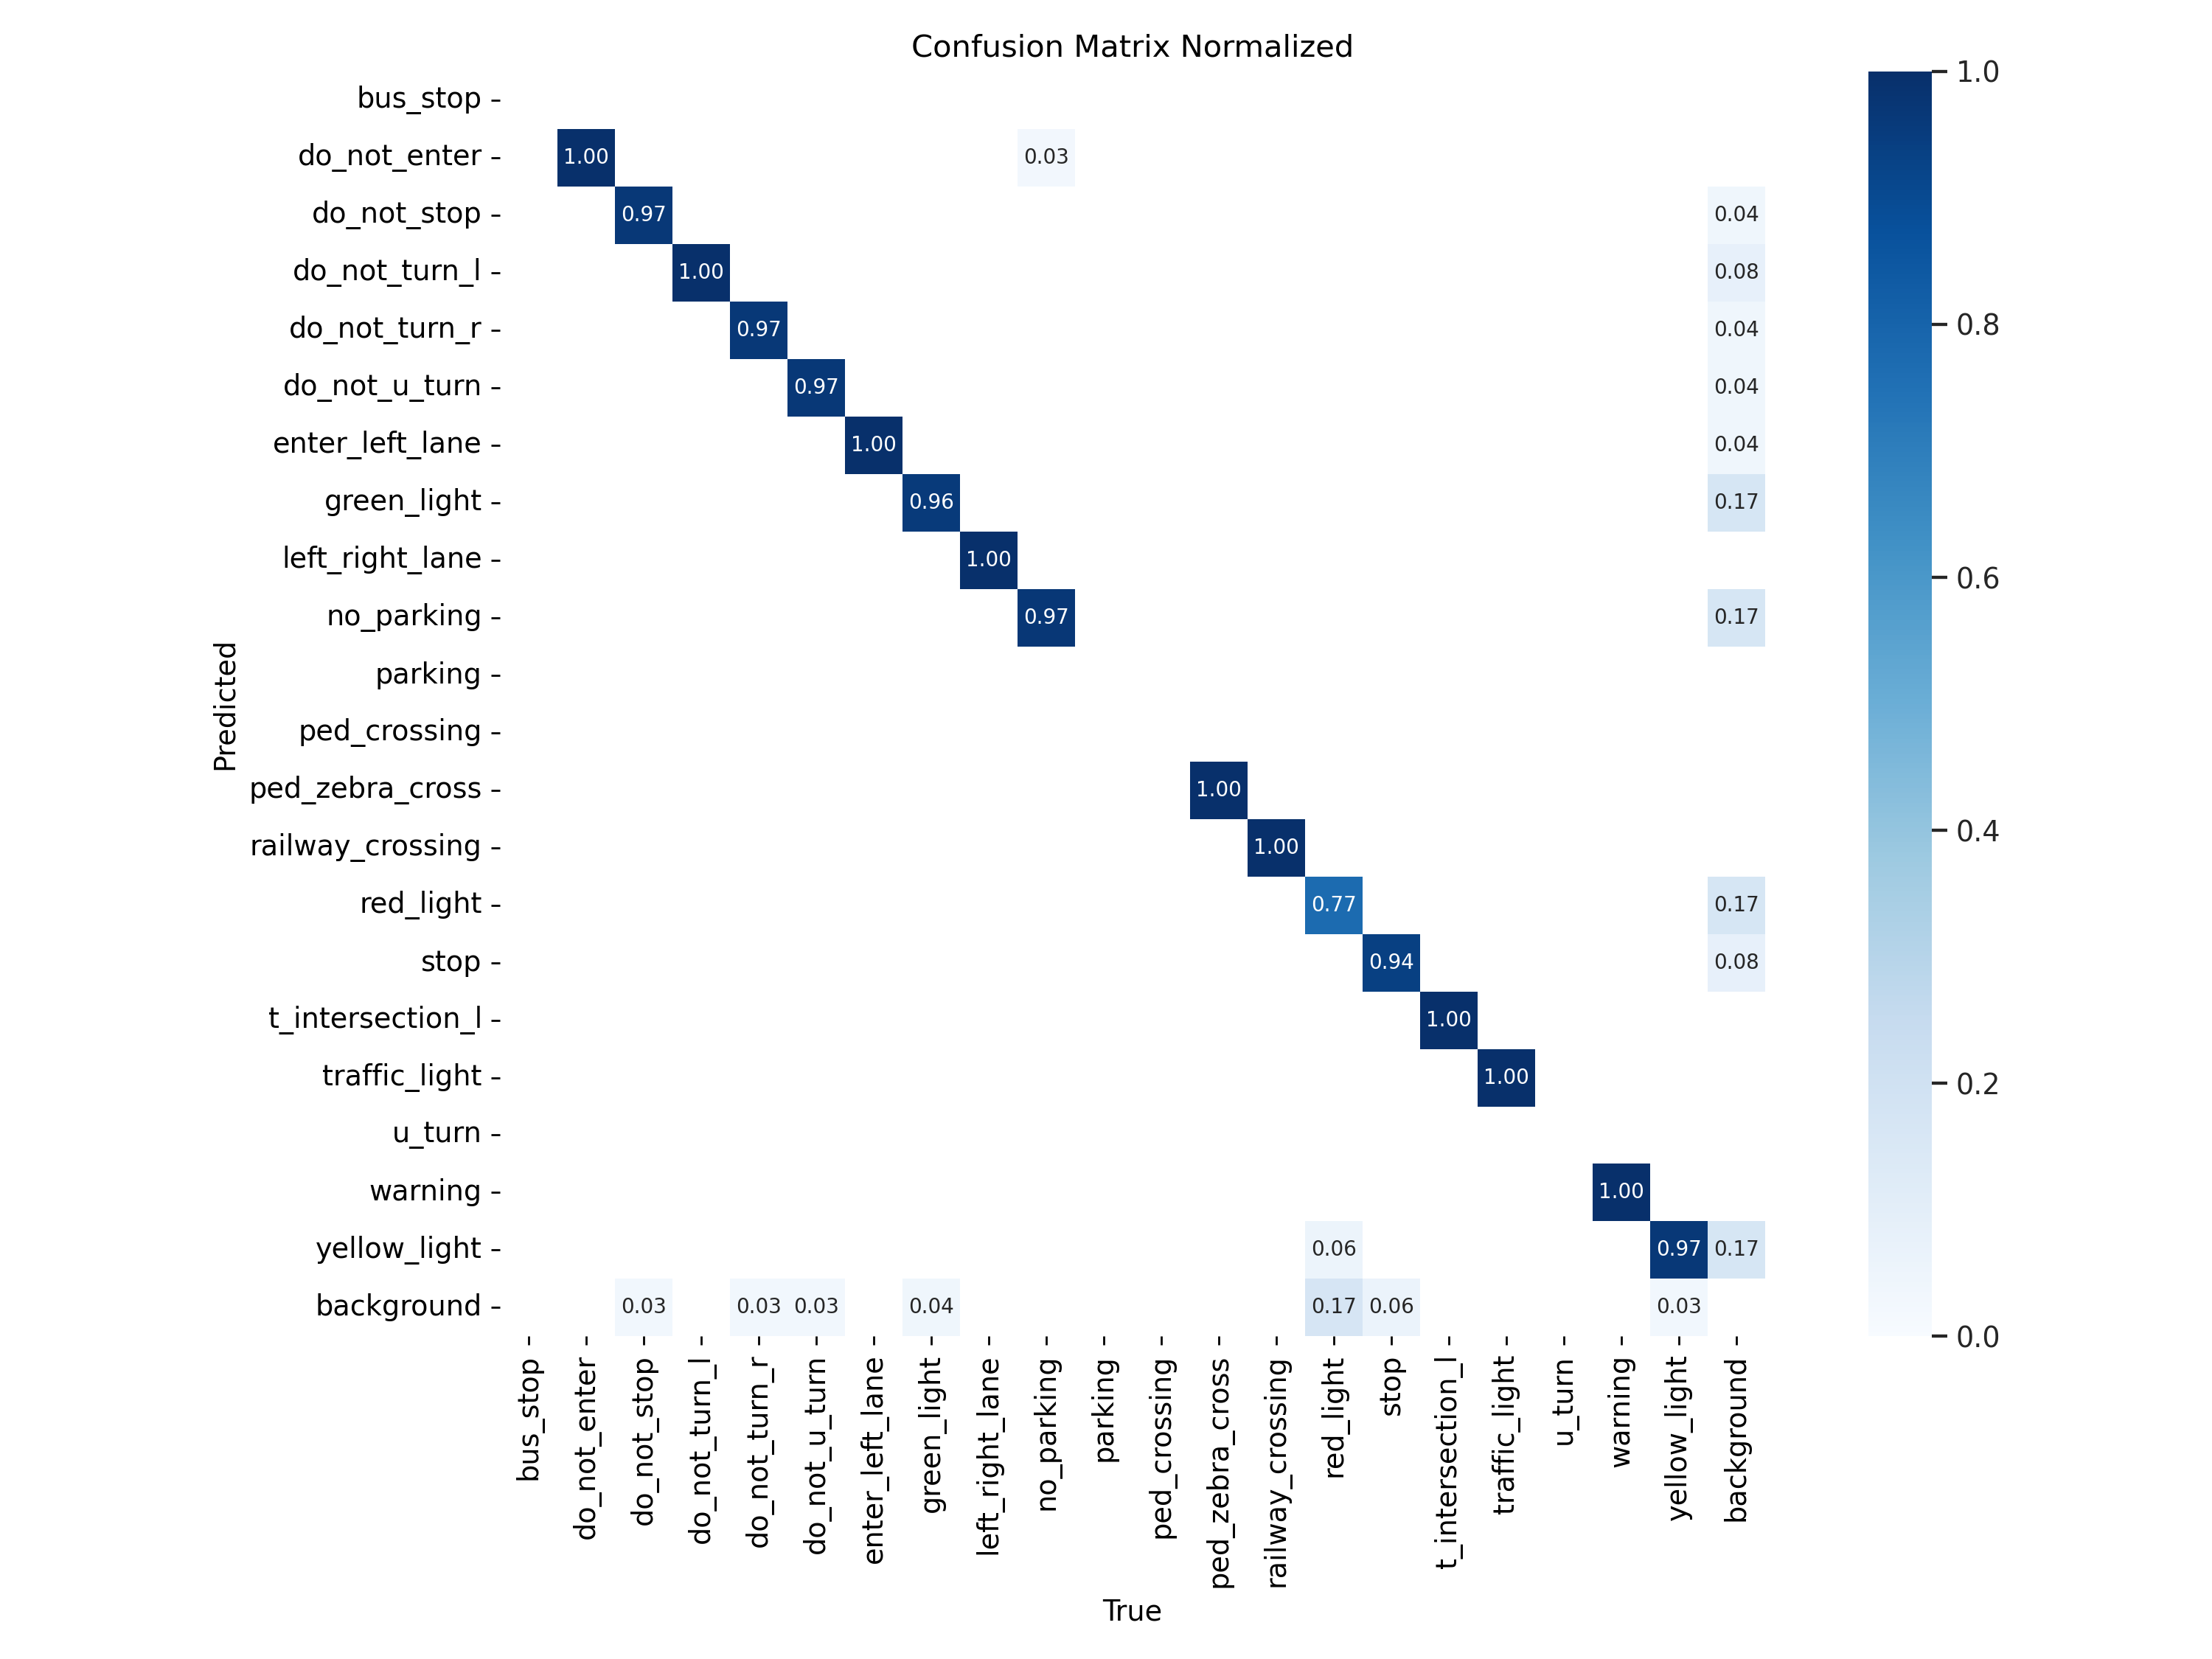 Confusion Matrix Normalized
bus_stop
do_not_enter 1.00 0.03
do_not_stop 0.97 0.04
do_not_turn_l 1.00 0.08
do_not_turn_r 0.97 0.04
do_not_u_turn 0.97 0.04
enter_left_lane 1.00 0.04
green_light 0.96 0.17
left_right_lane 1.00
no_parking 0.97 0.17
parking
ped_crossing
ped_zebra_cross 1.00
railway_crossing 1.00
red_light 0.77 0.17
stop 0.94 0.08
t_intersection_l 1.00
traffic_light 1.00
u_turn
warning 1.00
yellow_light 0.06 0.97 0.17
background 0.03 0.03 0.03 0.04 0.17 0.06 0.03
Predicted
bus_stop
do_not_enter
do_not_stop
do_not_turn_l
do_not_turn_r
do_not_u_turn
enter_left_lane
green_light
left_right_lane
no_parking
parking
ped_crossing
ped_zebra_cross
railway_crossing
red_light
stop
t_intersection_l
traffic_light
u_turn
warning
yellow_light
background
True
1.0
0.8
0.6
0.4
0.2
0.0